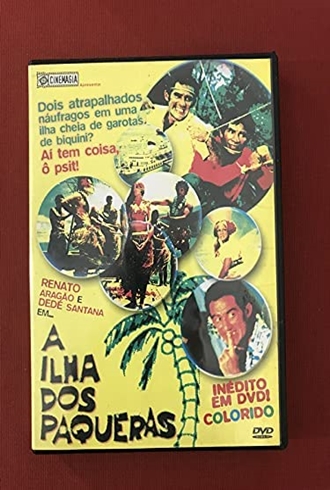 CINEMAGIA
Apresenta
Dois atrapalhados
náufragos em uma
ilha cheia de garotas
de biquini?
Aí tem coisa,
ô psit!
RENATO
ARAGÃO E
DEDÉ SANTANA
EM...
A
ILHA
DOS
PAQUERAS
INÉDITO
EM DVD!
COLORIDO
DVD